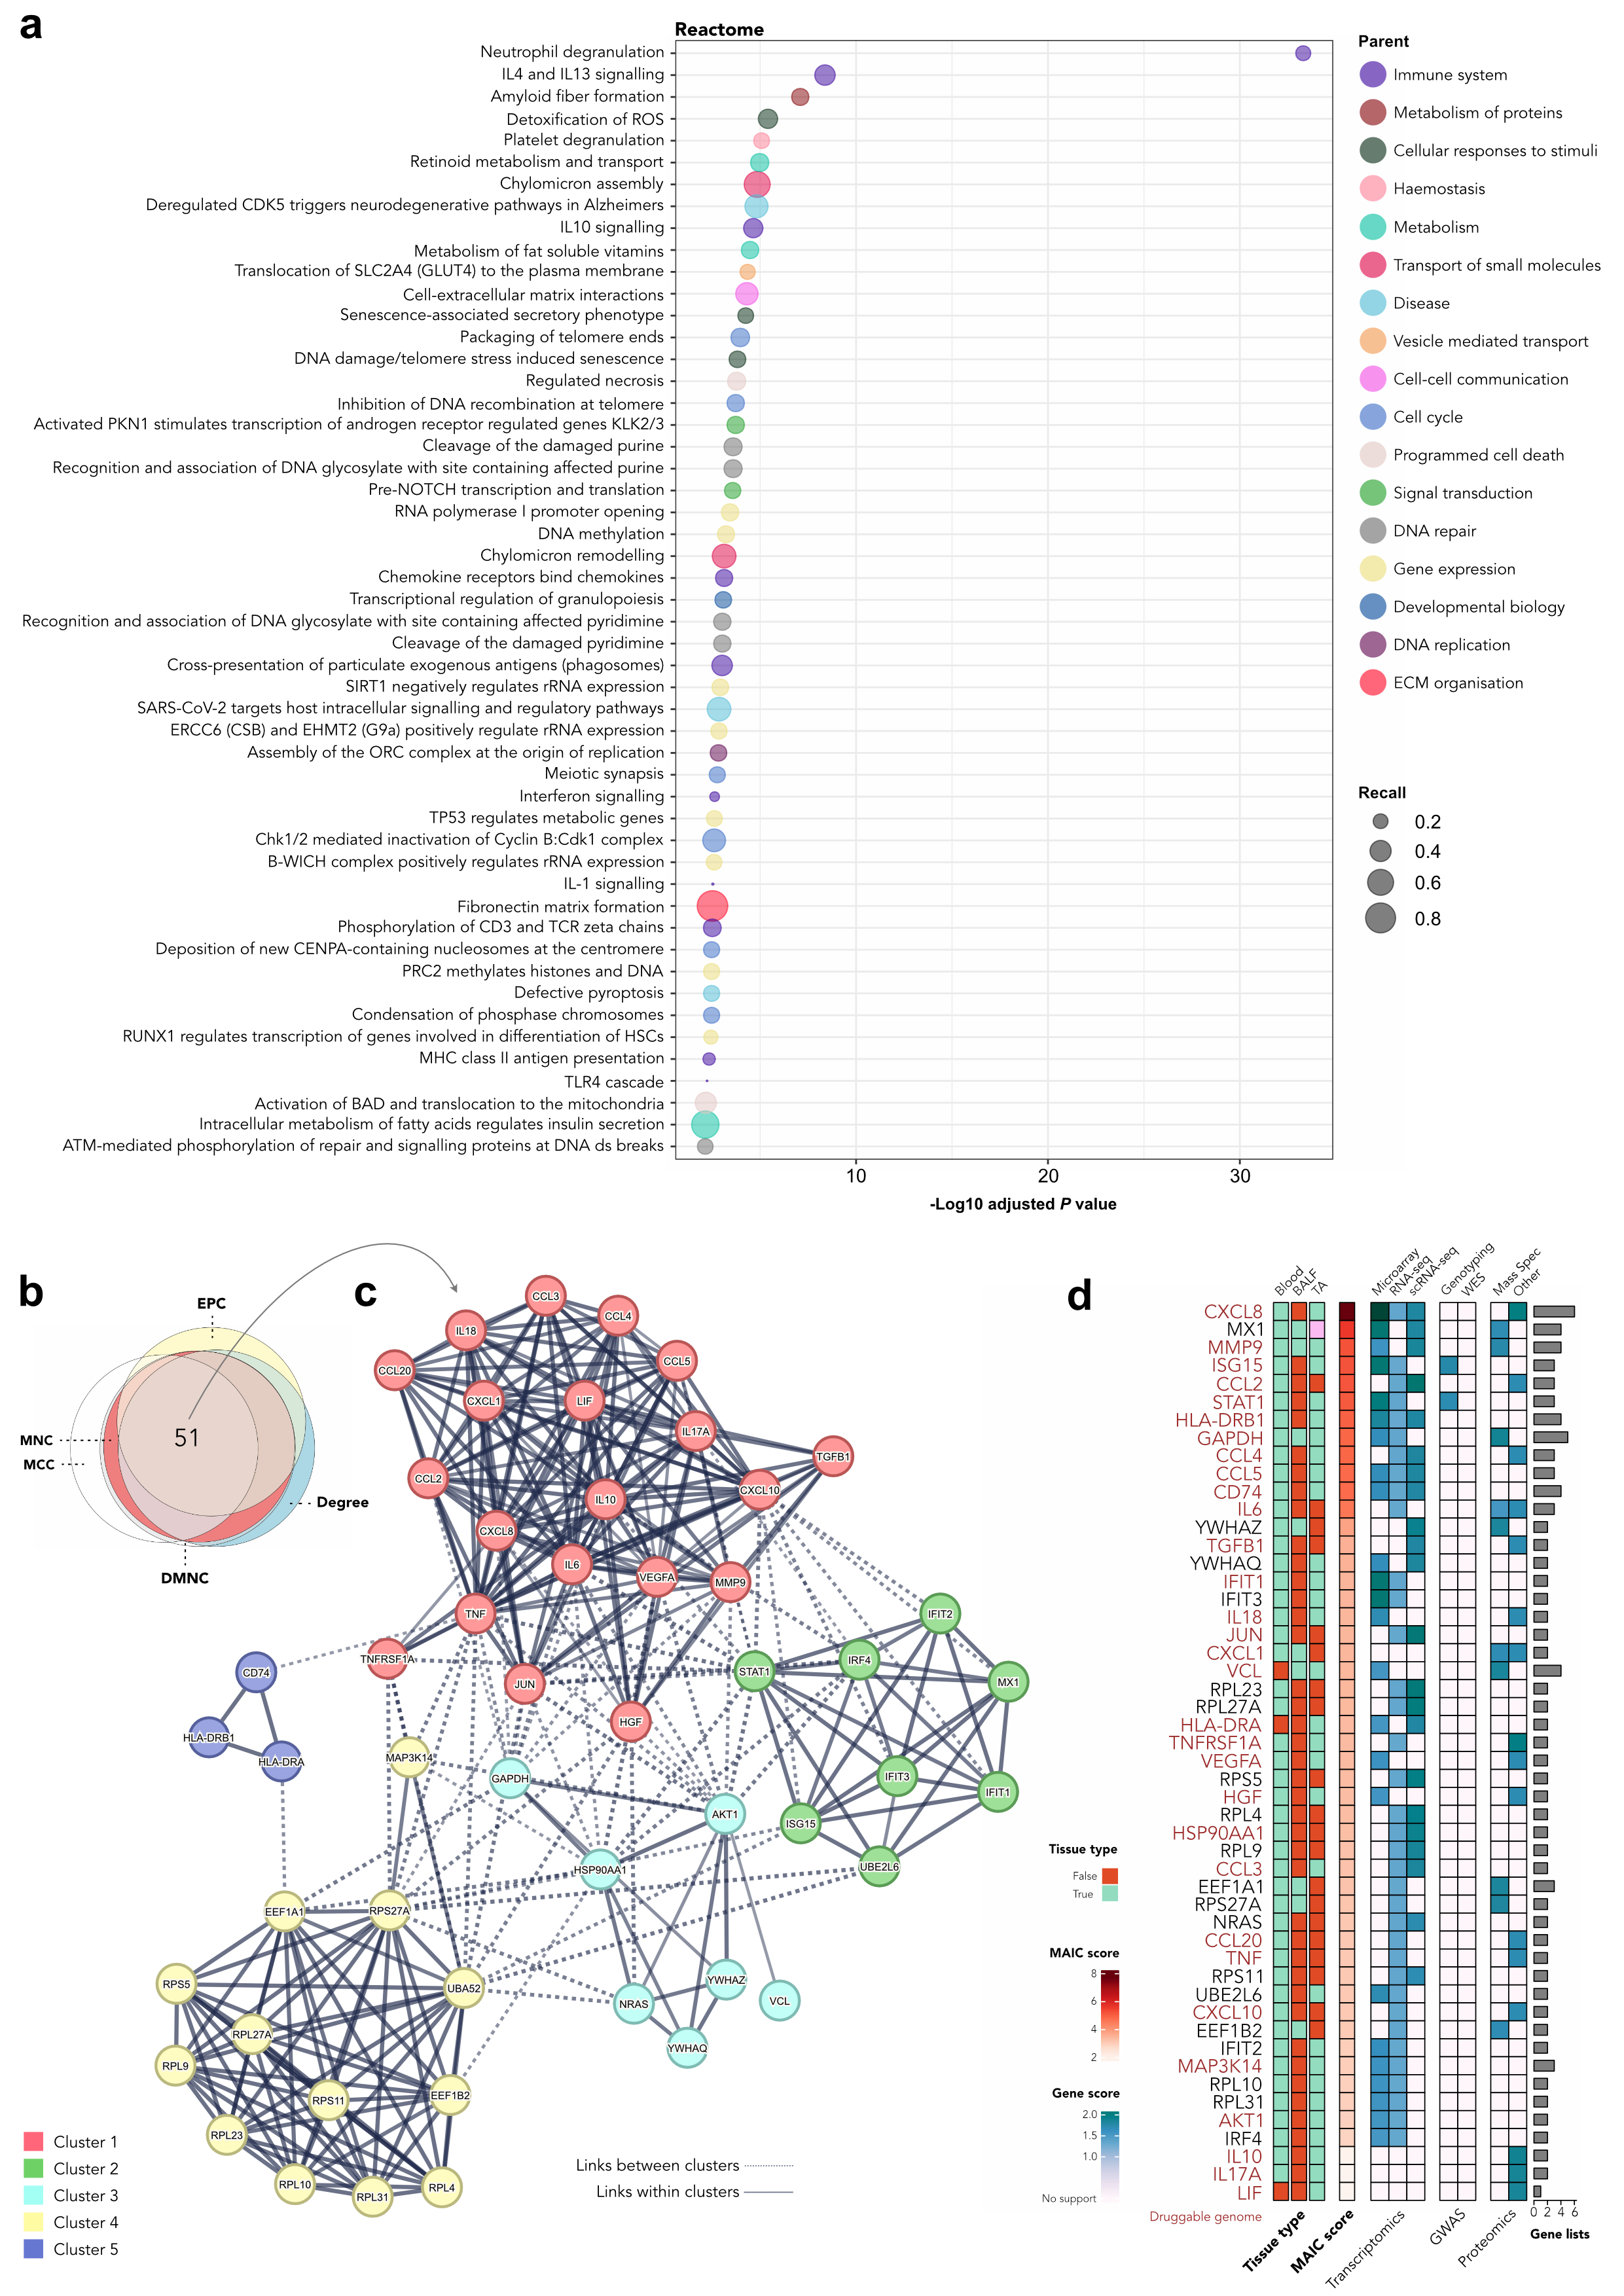 a
Reactome
Neutrophil degranulation
IL4 and IL13 signalling
Amyloid fiber formation
Detoxification of ROS
Platelet degranulation
Retinoid metabolism and transport
Chylomicron assembly
Deregulated CDK5 triggers neurodegenerative pathways in Alzheimers
IL10 signalling
Metabolism of fat soluble vitamins
Translocation of SLC2A4 (GLUT4) to the plasma membrane
Cell-extracellular matrix interactions
Senescence-associated secretory phenotype
Packaging of telomere ends
DNA damage/telomere stress induced senescence
Regulated necrosis
Inhibition of DNA recombination at telomere
Activated PKN1 stimulates transcription of androgen receptor regulated genes KLK2/3
Cleavage of the damaged purine
Recognition and association of DNA glycosylate with site containing affected purine
Pre-NOTCH transcription and translation
RNA polymerase I promoter opening
DNA methylation
Chylomicron remodelling
Chemokine receptors bind chemokines
Transcriptional regulation of granulopoiesis
Recognition and association of DNA glycosylate with site containing affected pyridimine
Cleavage of the damaged pyridimine
Cross-presentation of particulate exogenous antigens (phagosomes)
SIRT1 negatively regulates rRNA expression
SARS-CoV-2 targets host intracellular signalling and regulatory pathways
ERCC6 (CSB) and EHMT2 (G9a) positively regulate rRNA expression
Assembly of the ORC complex at the origin of replication
Meiotic synapsis
Interferon signalling
TP53 regulates metabolic genes
Chk1/2 mediated inactivation of Cyclin B:Cdk1 complex
B-WICH complex positively regulates rRNA expression
IL-1 signalling
Fibronectin matrix formation
Phosphorylation of CD3 and TCR zeta chains
Deposition of new CENPA-containing nucleosomes at the centromere
PRC2 methylates histones and DNA
Defective pyroptosis
Condensation of phosphase chromosomes
RUNX1 regulates transcription of genes involved in differentiation of HSCs
MHC class II antigen presentation
TLR4 cascade
Activation of BAD and translocation to the mitochondria
Intracellular metabolism of fatty acids regulates insulin secretion
ATM-mediated phosphorylation of repair and signalling proteins at DNA ds breaks
10 20 30
-Log10 adjusted P value
Parent
Immune system
Metabolism of proteins
Cellular responses to stimuli
Haemostasis
Metabolism
Transport of small molecules
Disease
Vesicle mediated transport
Cell-cell communication
Cell cycle
Programmed cell death
Signal transduction
DNA repair
Gene expression
Developmental biology
DNA replication
ECM organisation
Recall
0.2
0.4
0.6
0.8
b
EPC
51
MNC
MCC
Degree
DMNC
c
CCL3
CCL4
IL18
CCL5
CCL20
CXCL1
LIF
IL17A
TGFB1
CCL2
CXCL10
IL10
CXCL8
IL6
VEGFA
MMP9
TNF
IFIT2
TNFRSF1A
IRF4
CD74
STAT1
JUN
MX1
HGF
HLA-DRB1
MAP3K14
HLA-DRA
GAPDH
IFIT3
IFIT1
AKT1
ISG15
HSP90AA1
UBE2L6
EEF1A1
RPS27A
RPS5
YWHAZ
UBA52
VCL
NRAS
RPL27A
YWHAQ
RPL9
EEF1B2
RPS11
RPL23
RPL10
RPL4
RPL31
Cluster 1
Cluster 2
Cluster 3
Cluster 4
Cluster 5
Links between clusters
Links within clusters
d
Blood
BALF
TA
Microarray
RNA-seq
scRNA-seq
Genotyping
WES
Mass Spec
Other
CXCL8
MX1
MMP9
ISG15
CCL2
STAT1
HLA-DRB1
GAPDH
CCL4
CCL5
CD74
IL6
YWHAZ
TGFB1
YWHAQ
IFIT1
IFIT3
IL18
JUN
CXCL1
VCL
RPL23
RPL27A
HLA-DRA
TNFRSF1A
VEGFA
RPS5
HGF
RPL4
HSP90AA1
RPL9
CCL3
EEF1A1
RPS27A
NRAS
CCL20
TNF
RPS11
UBE2L6
CXCL10
EEF1B2
IFIT2
MAP3K14
RPL10
RPL31
AKT1
IRF4
IL10
IL17A
LIF
Druggable genome
Tissue type
False
True
MAIC score
8
6
4
2
Gene score
2.0
1.5
1.0
No support
Tissue type
MAIC score
Transcriptomics
GWAS
Proteomics
0 2 4 6
Gene lists